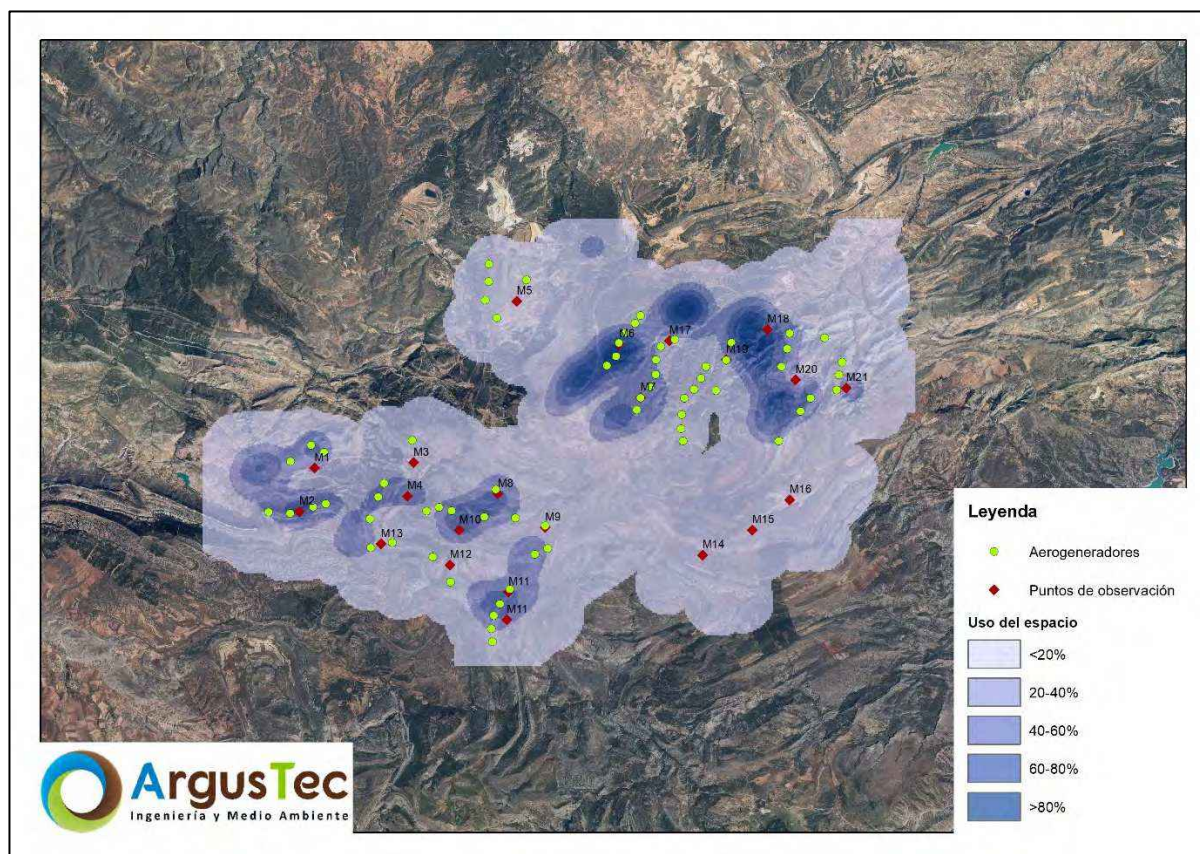 M5
M6
M17
M18
M19
M20
M7
M21
M1
M3
M4
M8
M2
M10
M9
M16
M13
M15
M12
M14
M11
M11
Leyenda
Aerogeneradores
Puntos de observación
Uso del espacio
<20%
20-40%
40-60%
60-80%
>80%
ArgusTec
Ingeniería y Medio Ambiente